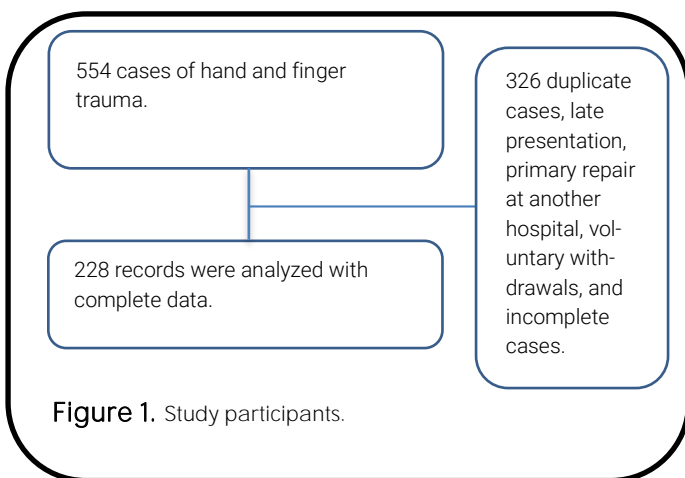 554 cases of hand and finger
trauma.
326 duplicate
cases, late
presentation,
primary repair
at another
hospital, vol-
untary with-
drawals, and
incomplete
cases.
228 records were analyzed with
complete data.
Figure 1. Study participants.